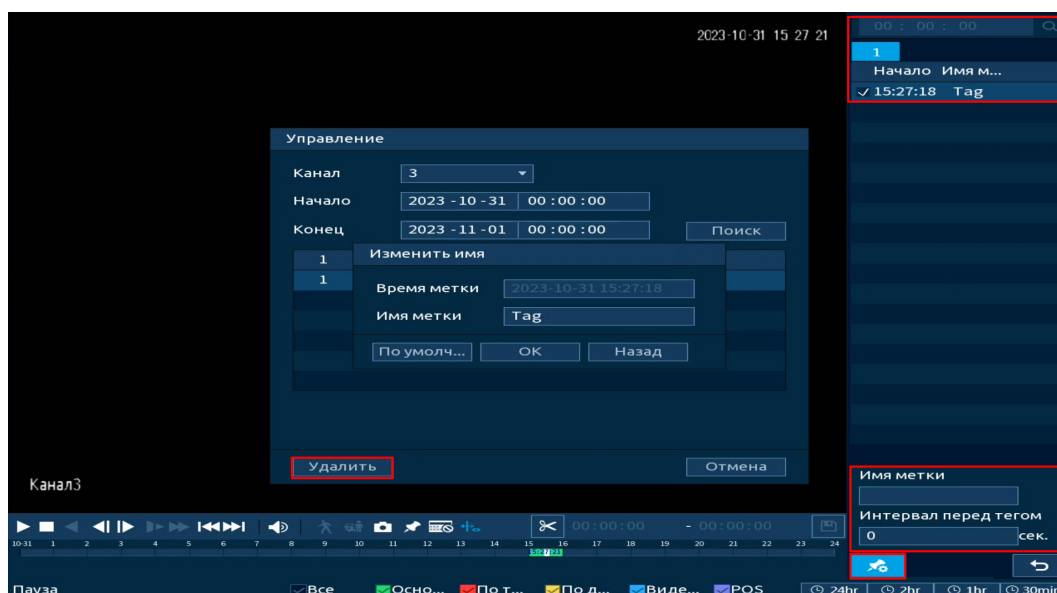 2023-10-31 15 27 21
00 : 00 : 00
1
Начало Имя м...
15:27:18 Tag
Управление
Канал 3
Начало 2023 -10 -31 00 :00 :00
Конец 2023 -11 -01 00 :00 :00 Поиск
1
1
Изменить имя
Время метки 2023-10-31 15:27:18
Имя метки Tag
По умолч... OK Назад
Удалить Отмена
Канал3
Имя метки
Интервал перед тегом
0 сек.
00:00:00 - 00:00:00
10-31 1 2 3 4 5 6 7 8 9 10 11 12 13 14 15 16 17 18 19 20 21 22 23 24
Пауза Все Осно... По т... По д... Виде... POS 24hr 2hr 1hr 30min